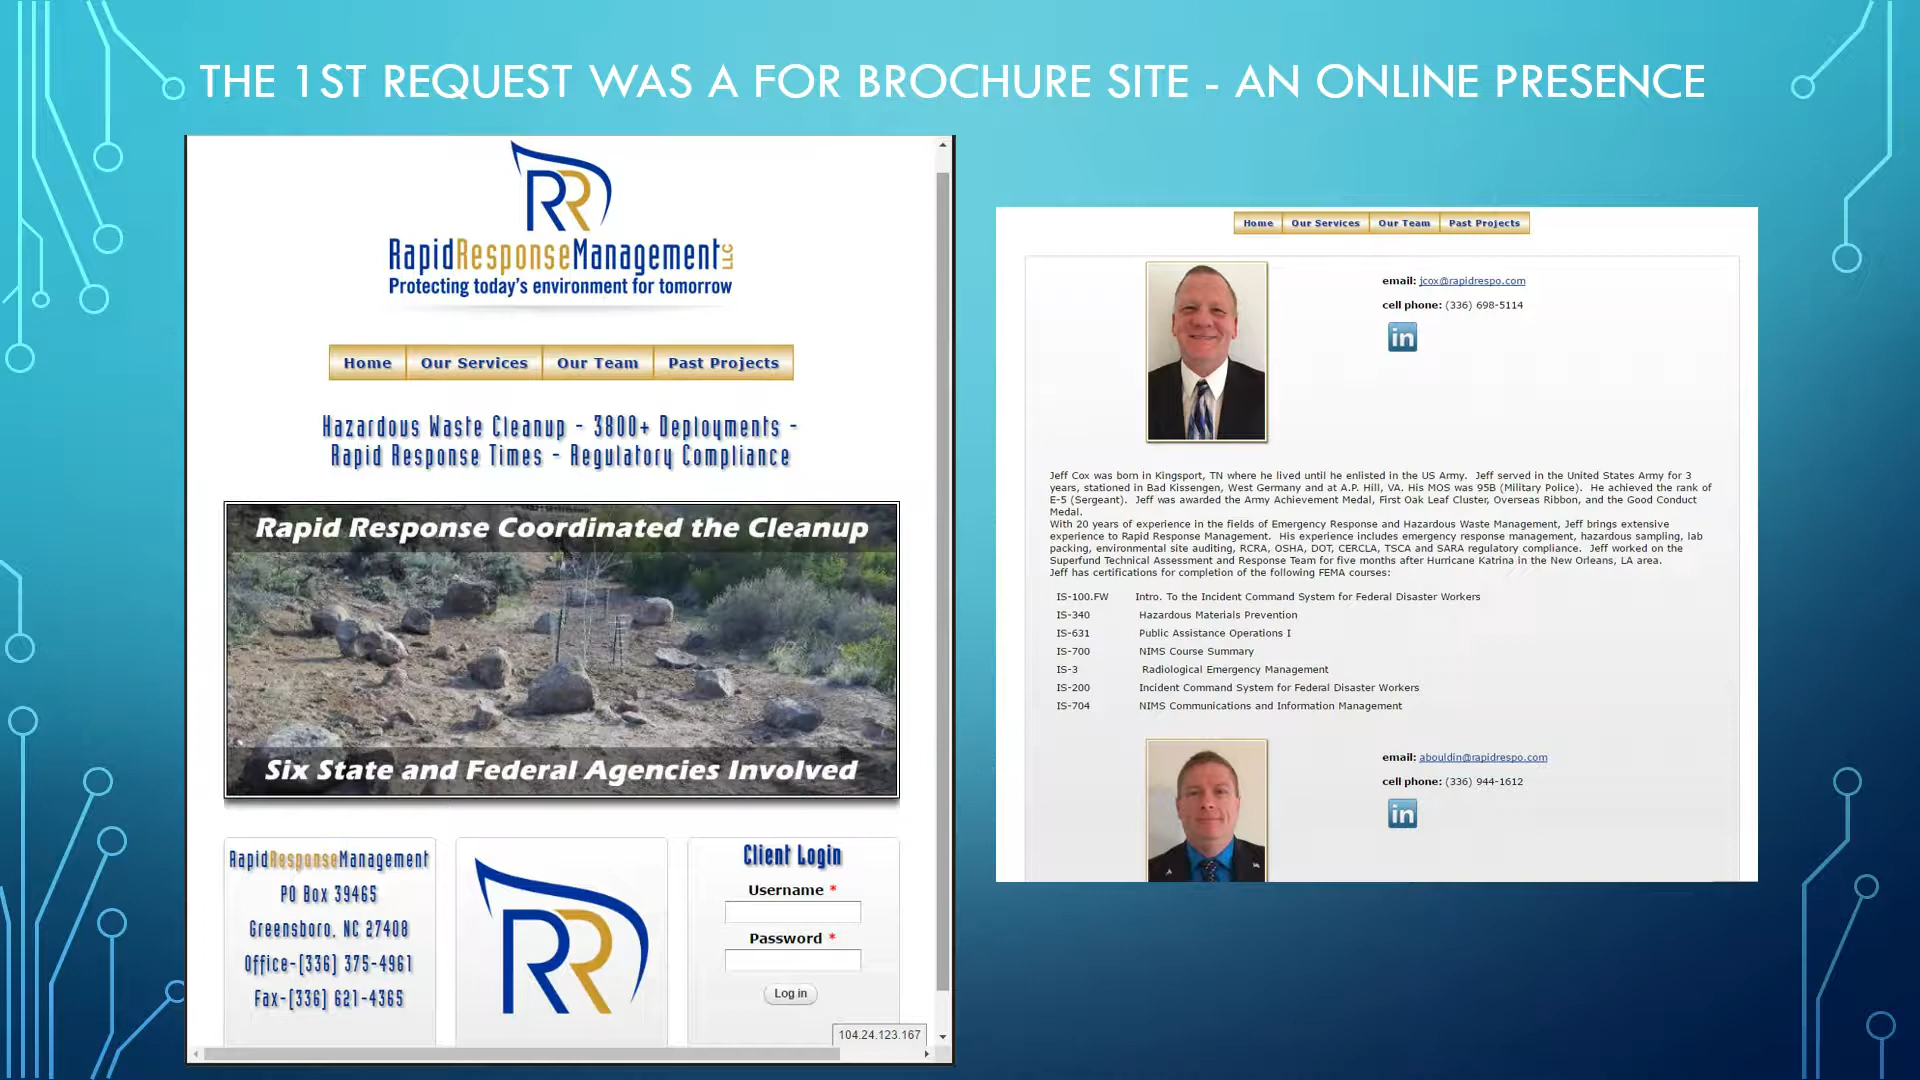 THE 1ST REQUEST WAS A FOR BROCHURE SITE - AN ONLINE PRESENCE
RR
RapidResponseManagement LLC
Protecting today's environment for tomorrow
Home Our Services Our Team Past Projects
Hazardous Waste Cleanup - 3800+ Deployments -
Rapid Response Times - Regulatory Compliance
Rapid Response Coordinated the Cleanup
Six State and Federal Agencies Involved
RapidResponseManagement
PO Box 39465
Greensboro, NC 27408
Office-(336) 375-4961
Fax-(336) 621-4365
RR
Client Login
Username *
Password *
Log in
104.24.123.167
Home Our Services Our Team Past Projects
email: jcox@rapidrespo.com
cell phone: (336) 698-5114
in
Jeff Cox was born in Kingsport, TN where he lived until he enlisted in the US Army. Jeff served in the United States Army for 3
years, stationed in Bad Kissengen, West Germany and at A.P. Hill, VA. His MOS was 95B (Military Police). He achieved the rank of
E-5 (Sergeant). Jeff was awarded the Army Achievement Medal, First Oak Leaf Cluster, Overseas Ribbon, and the Good Conduct
Medal.
With 20 years of experience in the fields of Emergency Response and Hazardous Waste Management, Jeff brings extensive
experience to Rapid Response Management. His experience includes emergency response management, hazardous sampling, lab
packing, environmental site auditing, RCRA, OSHA, DOT, CERCLA, TSCA and SARA regulatory compliance. Jeff worked on the
Superfund Technical Assessment and Response Team for five months after Hurricane Katrina in the New Orleans, LA area.
Jeff has certifications for completion of the following FEMA courses:
IS-100.FW Intro. To the Incident Command System for Federal Disaster Workers
IS-340 Hazardous Materials Prevention
IS-631 Public Assistance Operations I
IS-700 NIMS Course Summary
IS-3 Radiological Emergency Management
IS-200 Incident Command System for Federal Disaster Workers
IS-704 NIMS Communications and Information Management
email: abouldin@rapidrespo.com
cell phone: (336) 944-1612
in